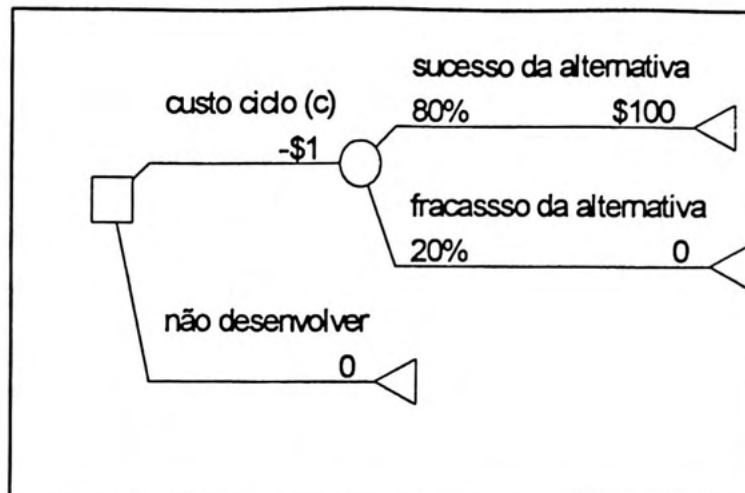 sucesso da alternativa
custo ciclo (c)
80% $100
-$1
fracassso da alternativa
20% 0
não desenvolver
0